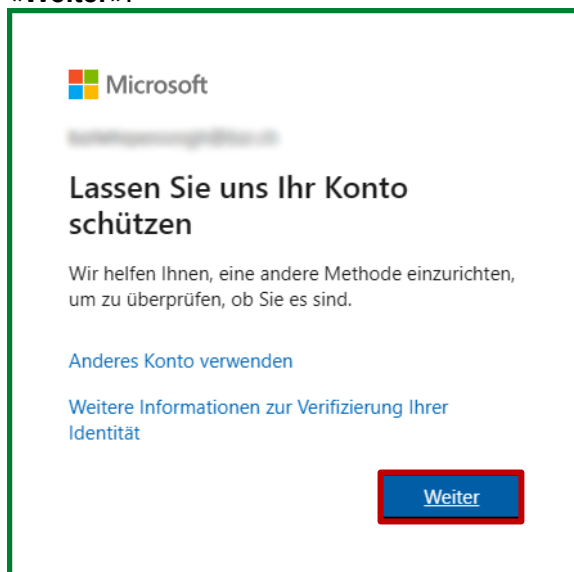 «Weiter».
Microsoft
Lassen Sie uns Ihr Konto
schützen
Wir helfen Ihnen, eine andere Methode einzurichten,
um zu überprüfen, ob Sie es sind.
Anderes Konto verwenden
Weitere Informationen zur Verifizierung Ihrer
Identität
Weiter